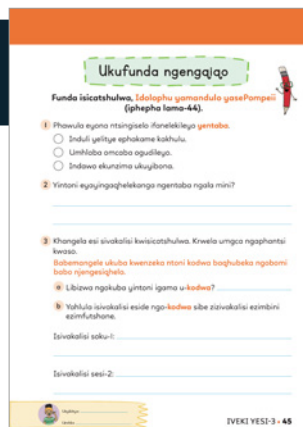 Ukufunda ngengqiqo
Funda isicatshulwa, Idolophu yamandulo yasePompeii
(iphepha lama-44).
1 Phawula eyona ntsingiselo ifanelekileyo yentaba.
Induli yelitye ephakame kakhulu.
Umhlaba omcaba ogudileyo.
Indawo ekunzima ukuyibona.
2 Yintoni eyayingaqhelekanga ngentaba ngala mini?
3 Khangela esi sivakalisi kwisicatshulwa. Krwela umgca ngaphantsi
kwaso.
Babemangele ukuba kwenzeka ntoni kodwa baqhubeka ngobomi
babo njengesiqhelo.
a Libizwa ngokuba yintoni igama u-kodwa?
b Yahlula isivakalisi eside ngo-kodwa sibe zizivakalisi ezibini
ezimfutshane.
Isivakalisi soku-1:
Isivakalisi sesi-2:
IVEKI YESI-3 • 45